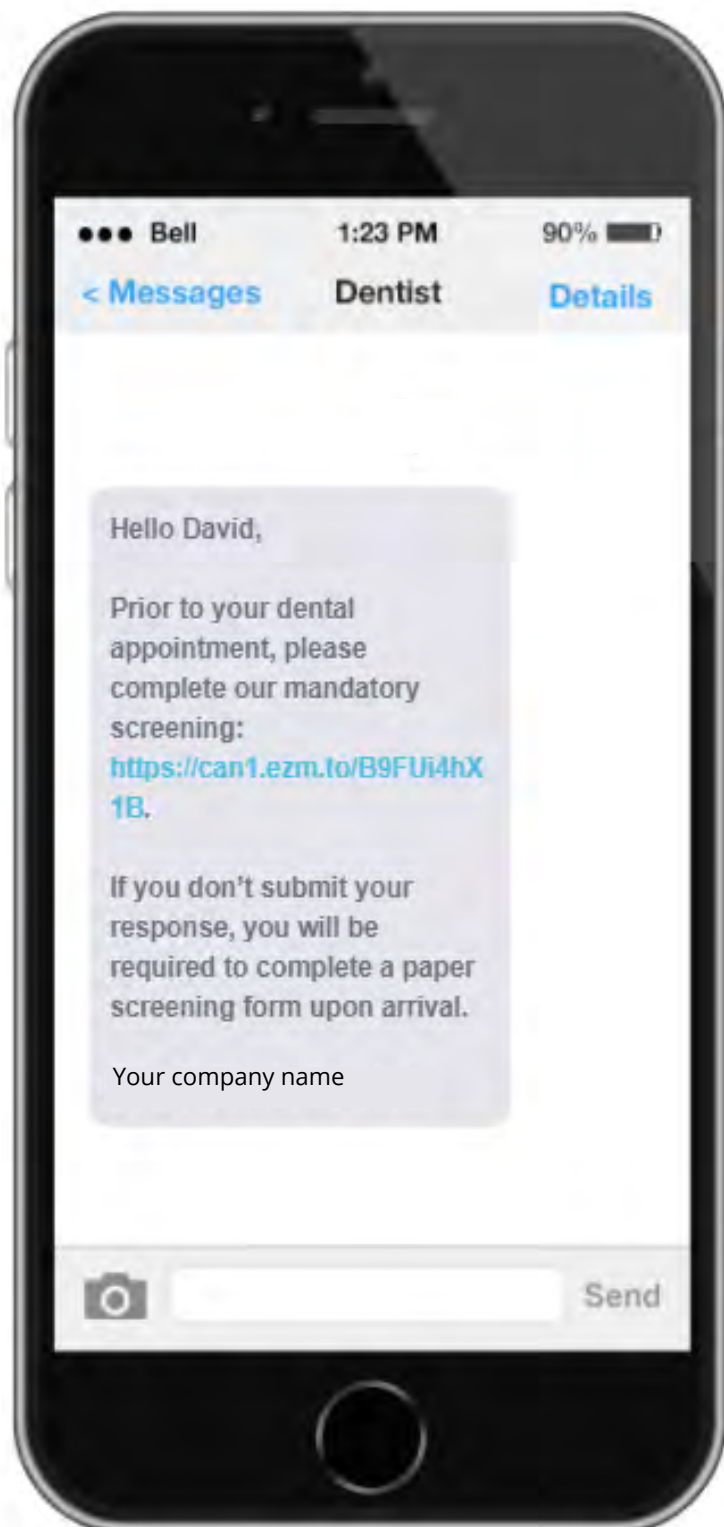 ●●● Bell 1:23 PM 90%
< Messages Dentist Details
Hello David,
Prior to your dental
appointment, please
complete our mandatory
screening:
https://can1.ezm.to/B9FUi4hX
1B.
If you don't submit your
response, you will be
required to complete a paper
screening form upon arrival.
Your company name
Send